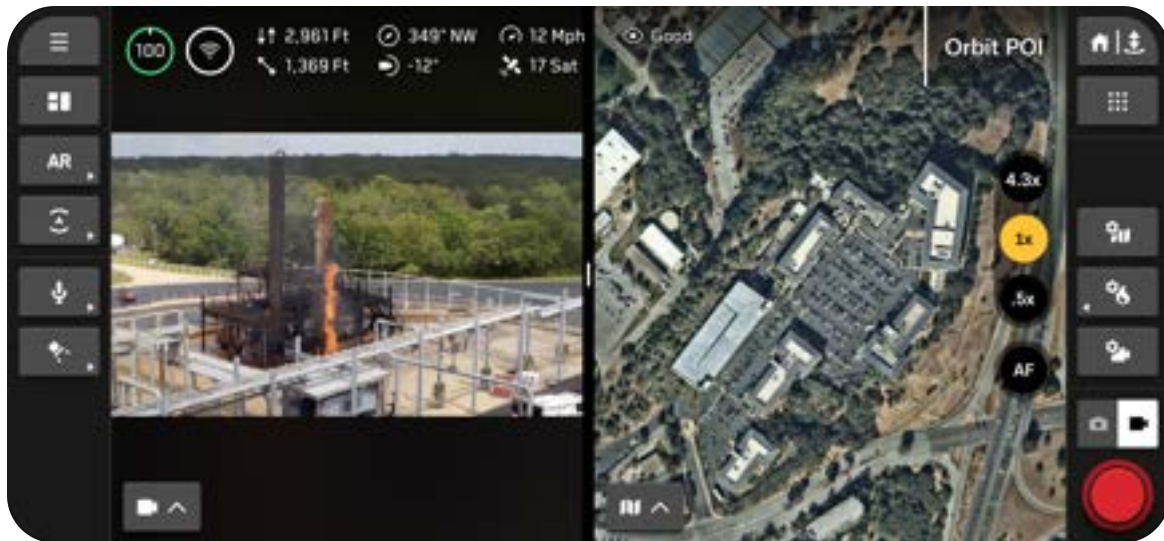 100
2,961 Ft
349° NW
12 Mph
1,369 Ft
-12°
17 Sat
Good
Orbit POI
AR
4.3x
1x
.5x
AF